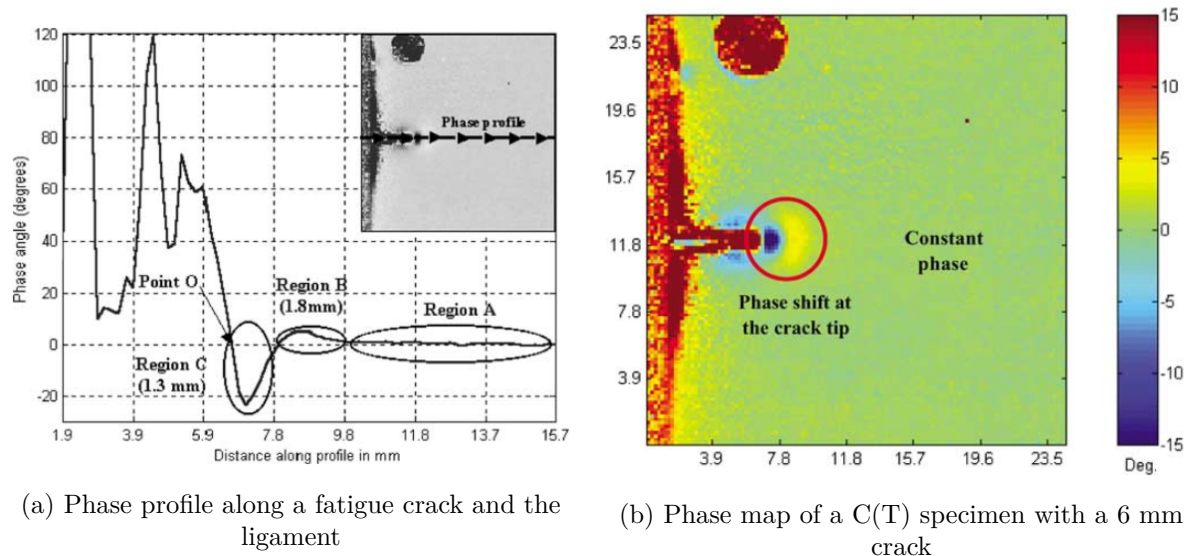 120
100
80
60
40
20
0
-20
Phase angle (degrees)
1.9 3.9 5.9 7.8 9.8 11.8 13.7 15.7
Distance along profile in mm
Phase profile
Point O
Region B
(1.8mm)
Region A
Region C
(1.3 mm)
(a) Phase profile along a fatigue crack and the
ligament
23.5
19.6
15.7
11.8
7.8
3.9
3.9 7.8 11.8 15.7 19.6 23.5
Constant
phase
Phase shift at
the crack tip
15
10
5
0
-5
-10
-15
Deg.
(b) Phase map of a C(T) specimen with a 6 mm
crack